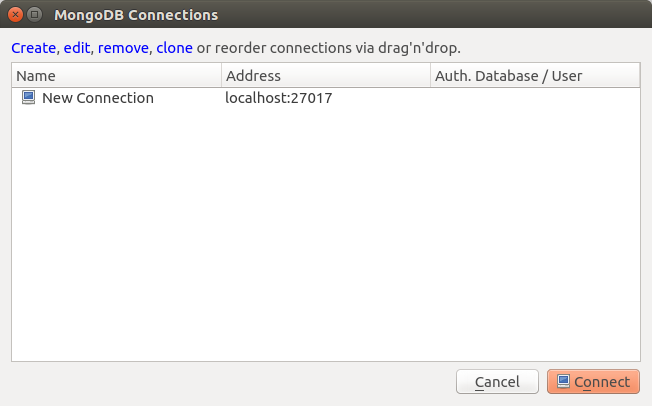 MongoDB Connections
Create, edit, remove, clone or reorder connections via drag'n'drop.
Name Address Auth. Database / User
New Connection localhost:27017
Cancel Connect